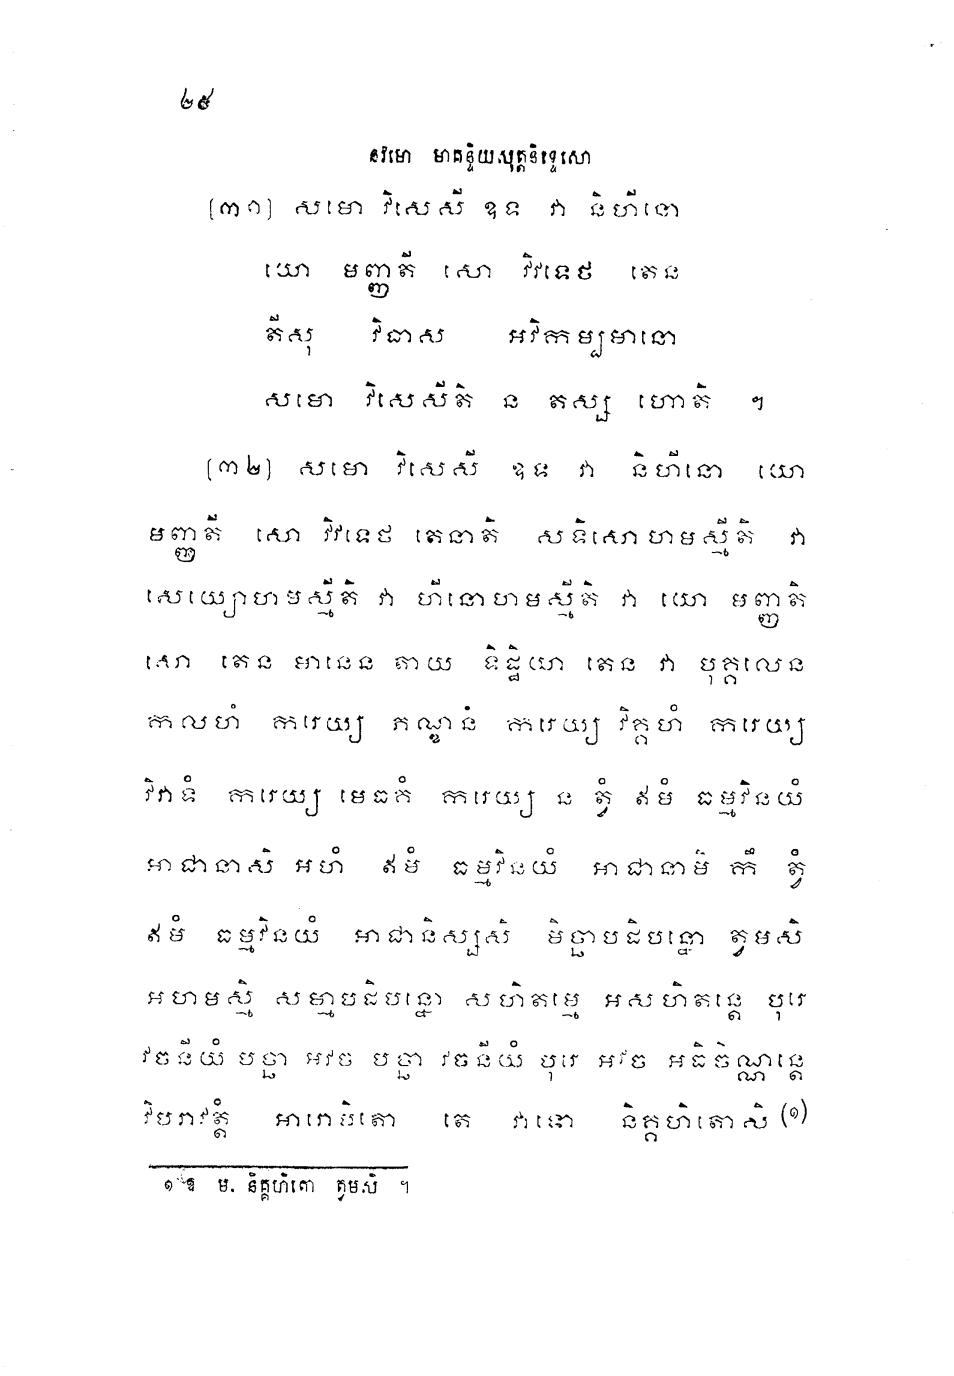 ២៥
នវមោ មាគន្ទិយសុត្តនិទ្ទេសោ
[៣១] សមោ វិសេសី ឧទ វា និហីនោ
យោ មញ្ញតី សោ វិវទេថ តេន
តីសុ វិធាស អវិកម្បមានោ
សមោ វិសេសីតិ ន តស្ស ហោតិ ។
[៣២] សមោ វិសេសី ឧទ វា និហីនោ យោ
មញ្ញតី សោ វិវទេថ តេនាតិ សទិសោហមស្មីតិ វា
សេយ្យោហមស្មីតិ វា ហីនោហមស្មីតិ វា យោ មញ្ញតិ
សោ តេន មានេន តាយ ទិដ្ឋិយា តេន វា បុគ្គលេន
កលហំ ករេយ្យ ភណ្ឌនំ ករេយ្យ វិគ្គហំ ករេយ្យ
វិវាទំ ករេយ្យ មេធកំ ករេយ្យ ន ត្វំ ឥមំ ធម្មវិនយំ
អាជានាសិ អហំ ឥមំ ធម្មវិនយំ អាជានាមិ កឹ ត្វំ
ឥមំ ធម្មវិនយំ អាជានិស្សសិ មិច្ឆាបដិបន្នោ ត្វមសិ
អហមស្មិ សម្មាបដិបន្នោ សហិតម្មេ អសហិតន្តេ បុរេ
វចនីយំ បច្ឆា អវច បច្ឆា វចនីយំ បុរេ អវច អធិចិណ្ណន្តេ
វិបរាវត្តំ អារោបិតោ តេ វាទោ និគ្គហិតោសិ (១)
១ ឱ ម. និគ្គហិតោ ត្វមសិ ។